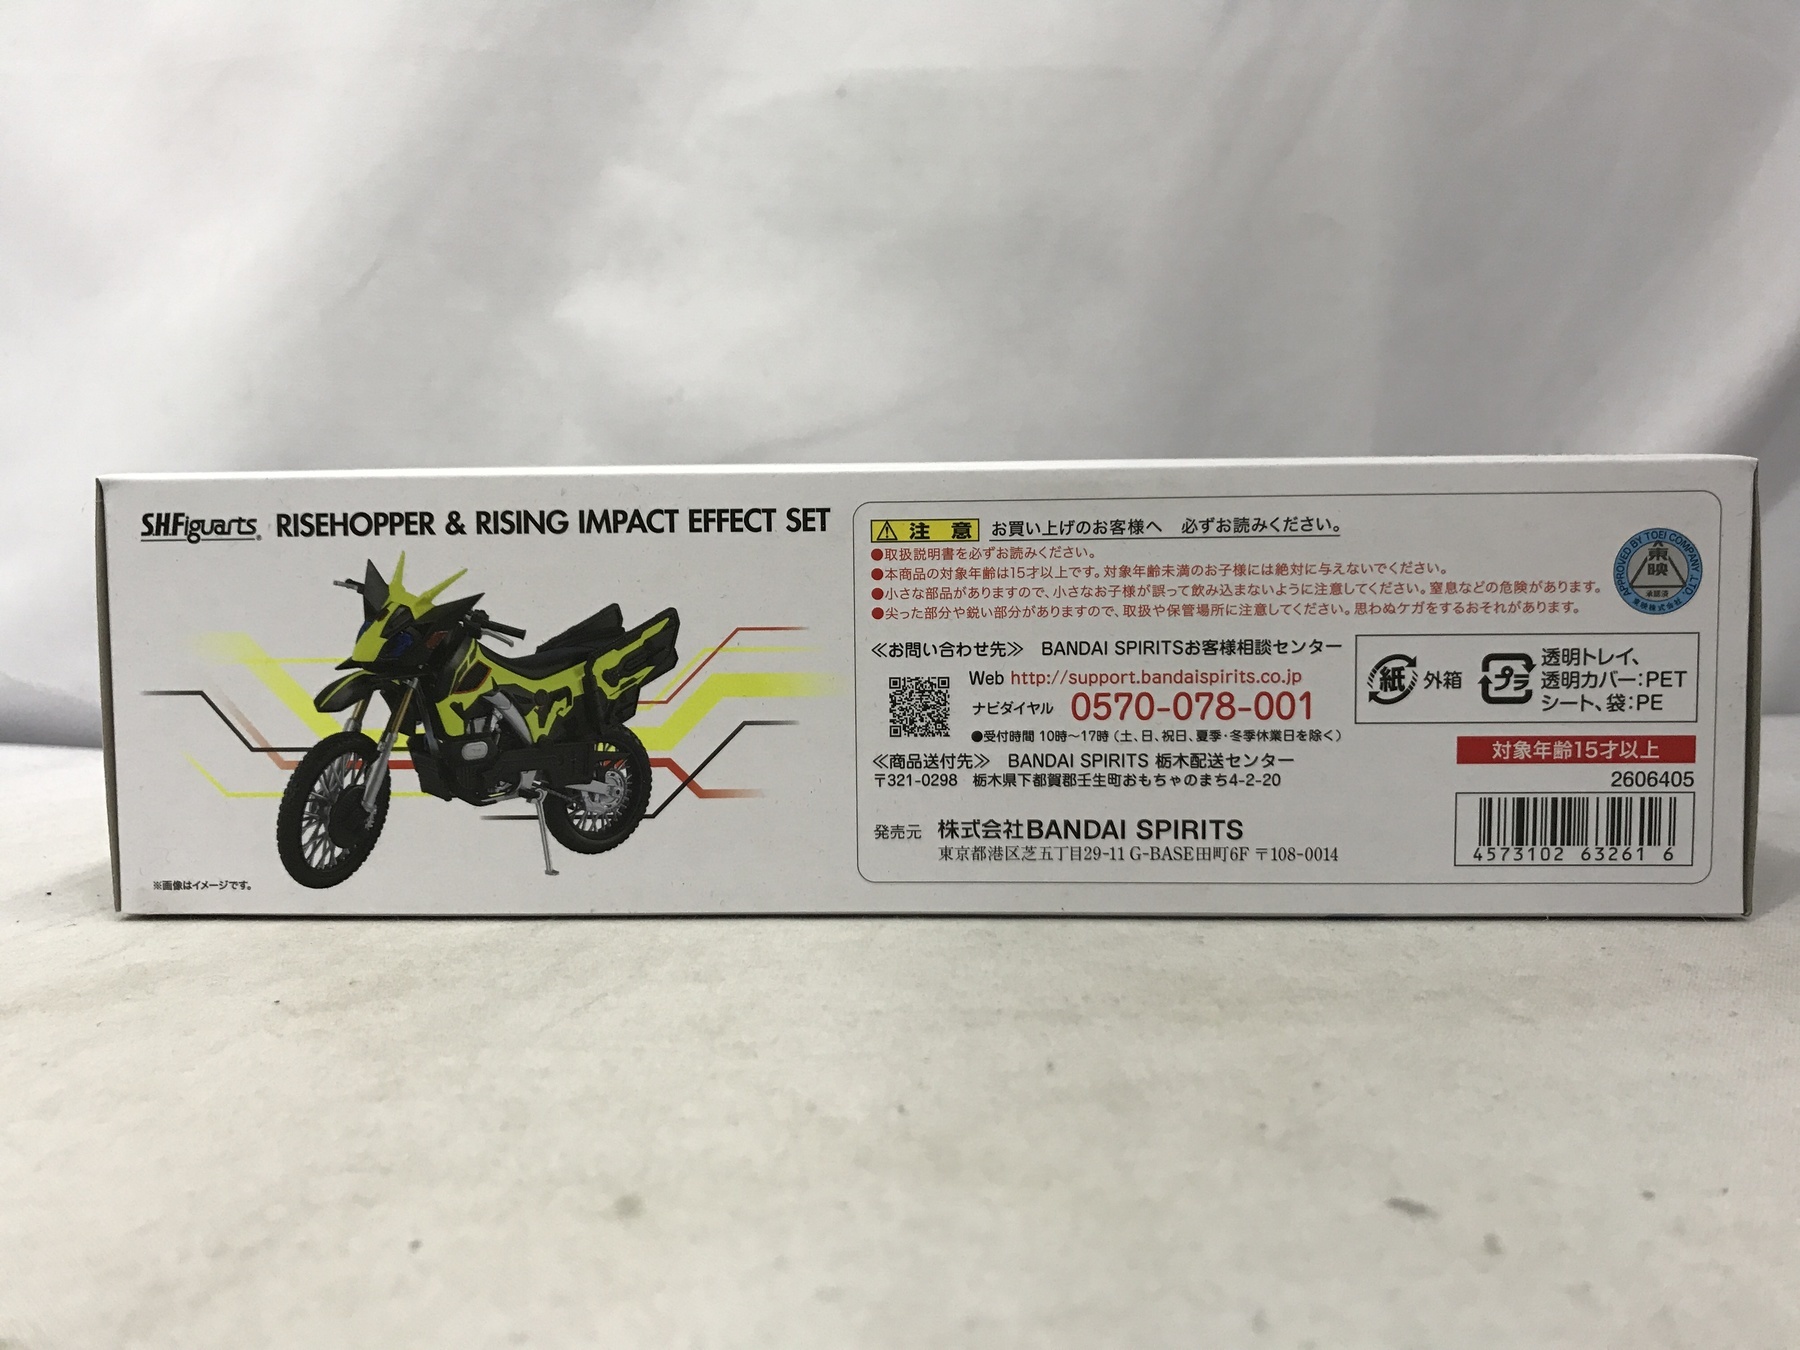 S.H.Figuarts® RISEHOPPER & RISING IMPACT EFFECT SET
※画像はイメージです。
注意 お買い上げのお客様へ 必ずお読みください。
●取扱説明書を必ずお読みください。
●本商品の対象年齢は15才以上です。対象年齢未満のお子様には絶対に与えないでください。
●小さな部品がありますので、小さなお子様が誤って飲み込まないように注意してください。窒息などの危険があります。
●尖った部分や鋭い部分がありますので、取扱や保管場所に注意してください。思わぬケガをするおそれがあります。
APPROVED BY TOEI COMPANY, LTD.
東映
承認済
東映株式会社
≪お問い合わせ先≫ BANDAI SPIRITSお客様相談センター
Web http://support.bandaispirits.co.jp
ナビダイヤル 0570-078-001
●受付時間 10時〜17時（土、日、祝日、夏季・冬季休業日を除く）
≪商品送付先≫ BANDAI SPIRITS 栃木配送センター
〒321-0298 栃木県下都賀郡壬生町おもちゃのまち4-2-20
発売元 株式会社BANDAI SPIRITS
東京都港区芝五丁目29-11 G-BASE田町6F 〒108-0014
紙 外箱
プラ 透明トレイ、
透明カバー:PET
シート、袋:PE
対象年齢15才以上
2606405
4573102 63261 6